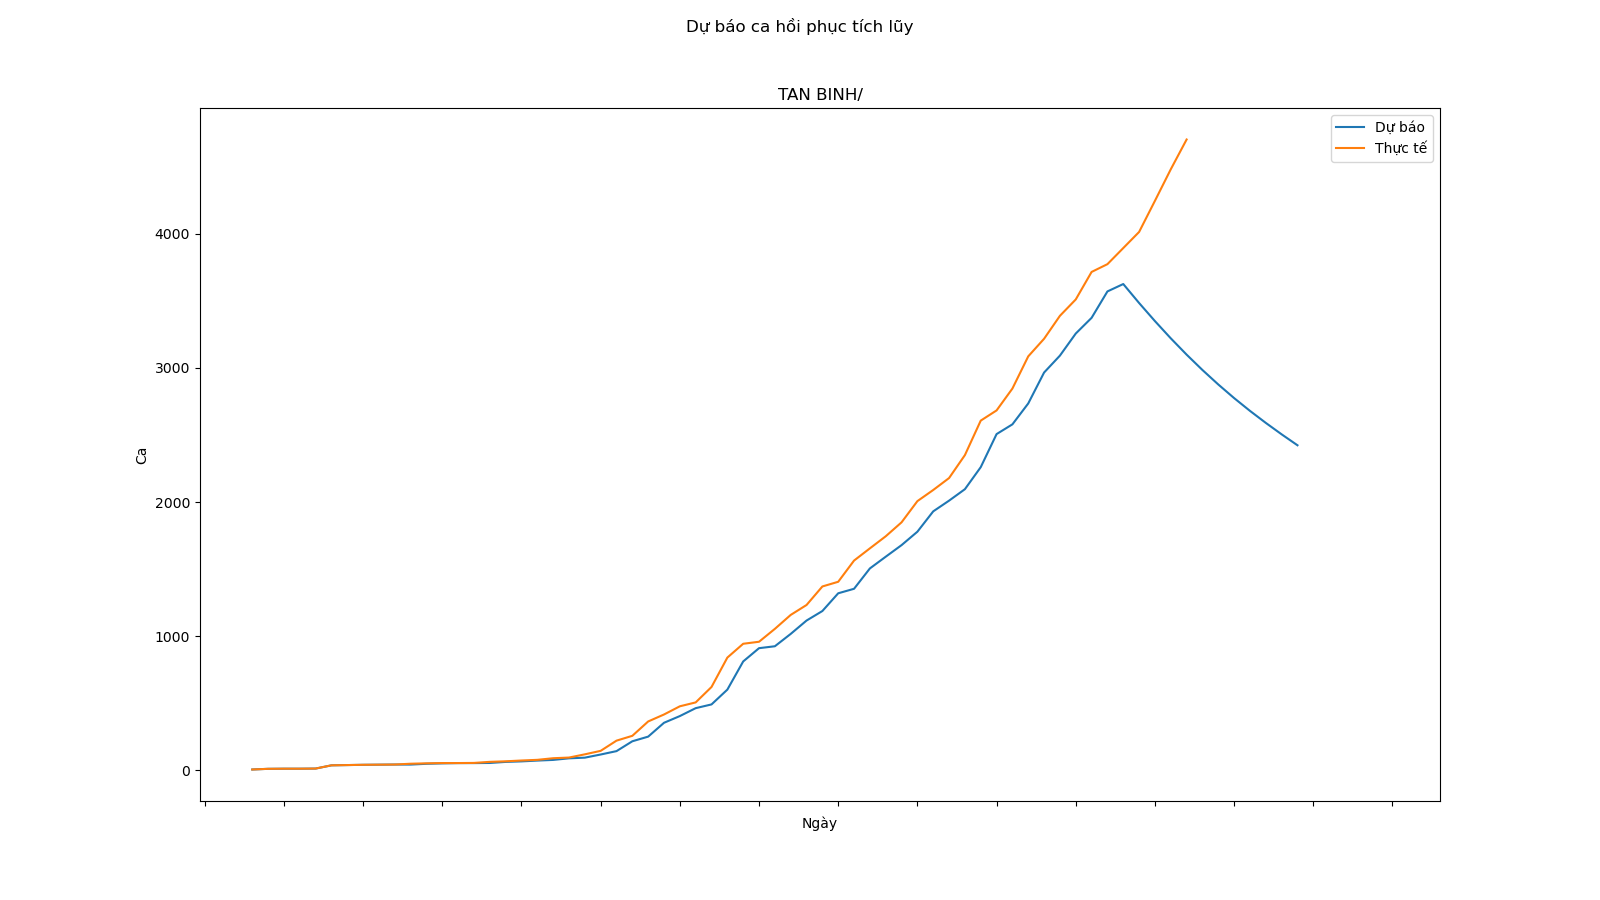 Dự báo ca hồi phục tích lũy
TAN BINH/
Dự báo
Thực tế
4000
3000
2000
1000
0
Ca
Ngày